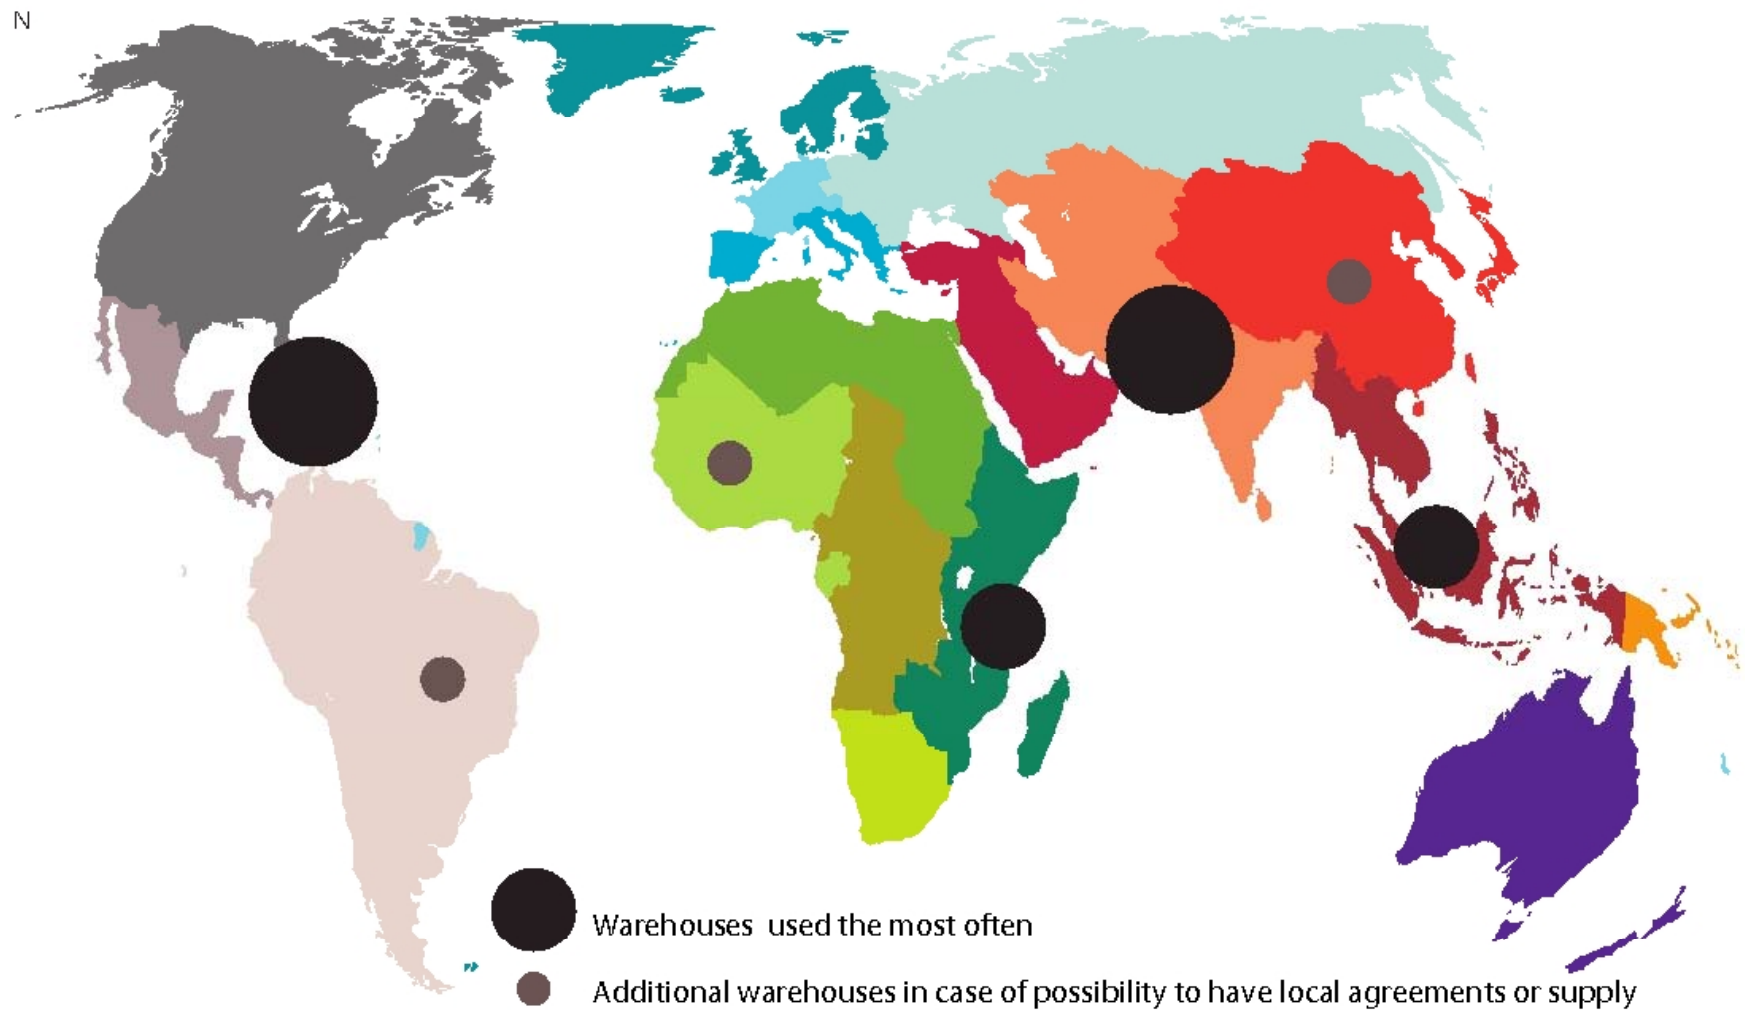 N
Warehouses used the most often
Additional warehouses in case of possibility to have local agreements or supply